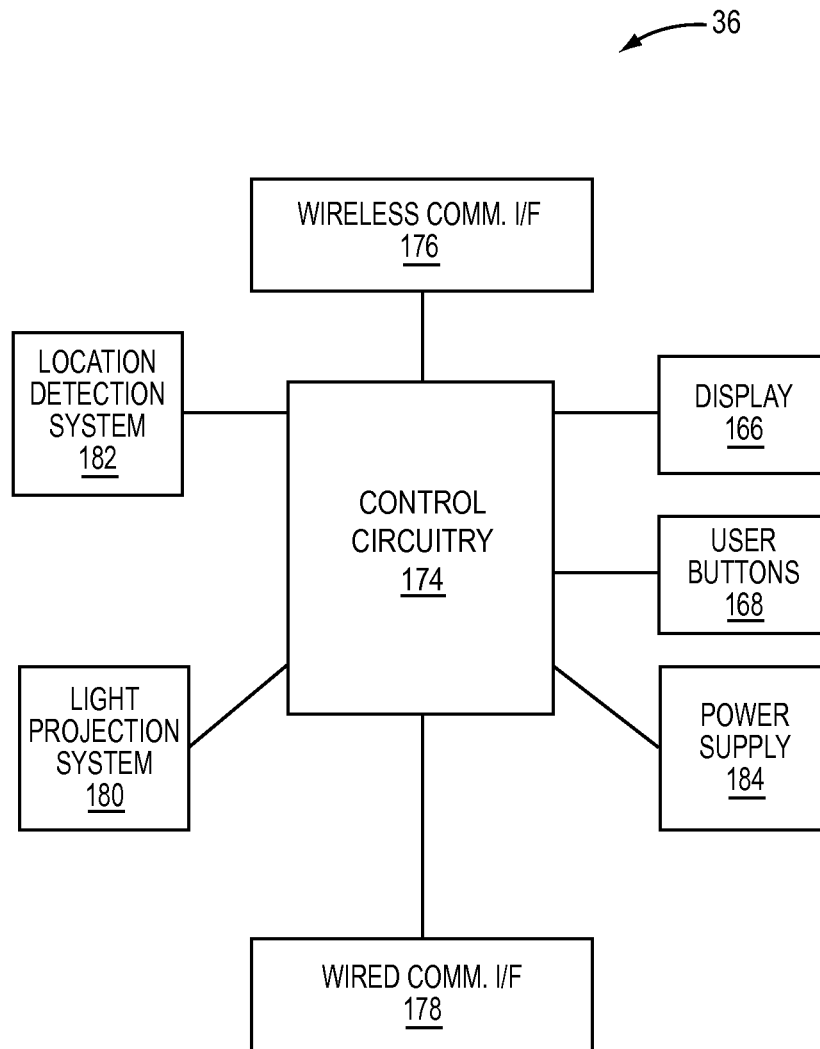 36
WIRELESS COMM. I/F
176
LOCATION
DETECTION
SYSTEM
182
DISPLAY
166
CONTROL
CIRCUITRY
174
USER
BUTTONS
168
LIGHT
PROJECTION
SYSTEM
180
POWER
SUPPLY
184
WIRED COMM. I/F
178